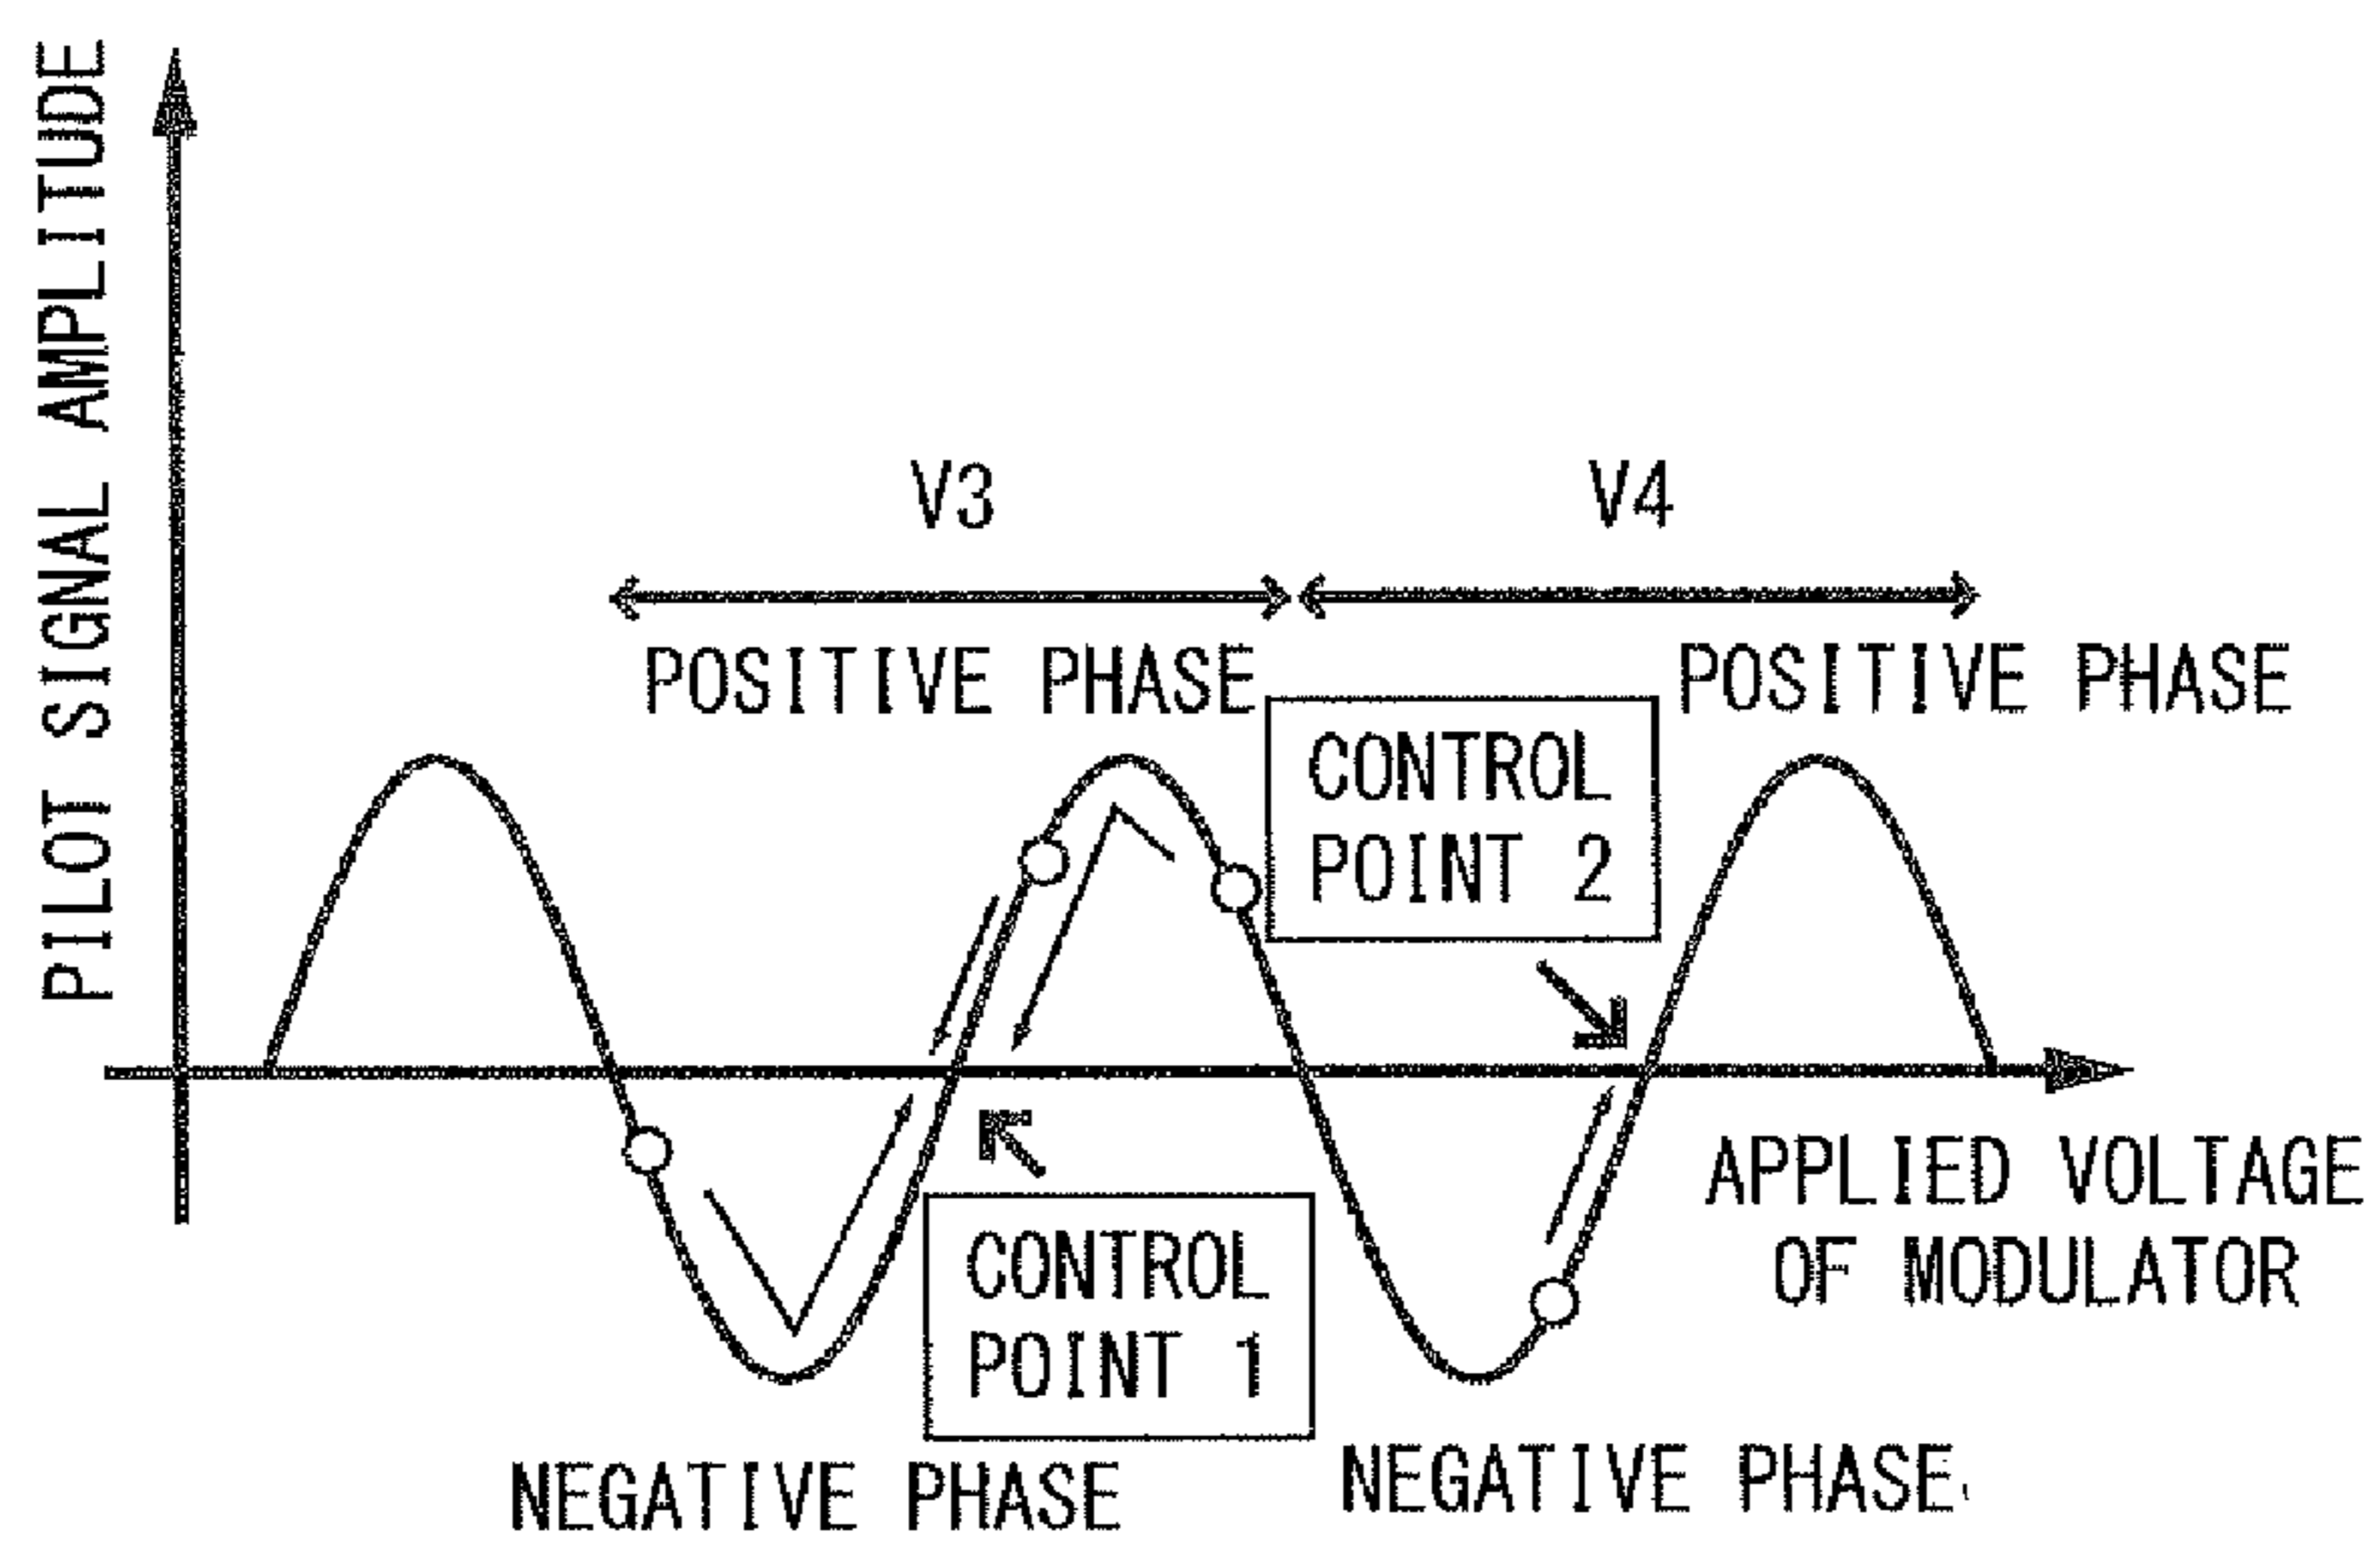 PILOT SIGNAL AMPLITUDE
V3
V4
POSITIVE PHASE
POSITIVE PHASE
CONTROL
POINT 2
APPLIED VOLTAGE
OF MODULATOR
CONTROL
POINT 1
NEGATIVE PHASE
NEGATIVE PHASE